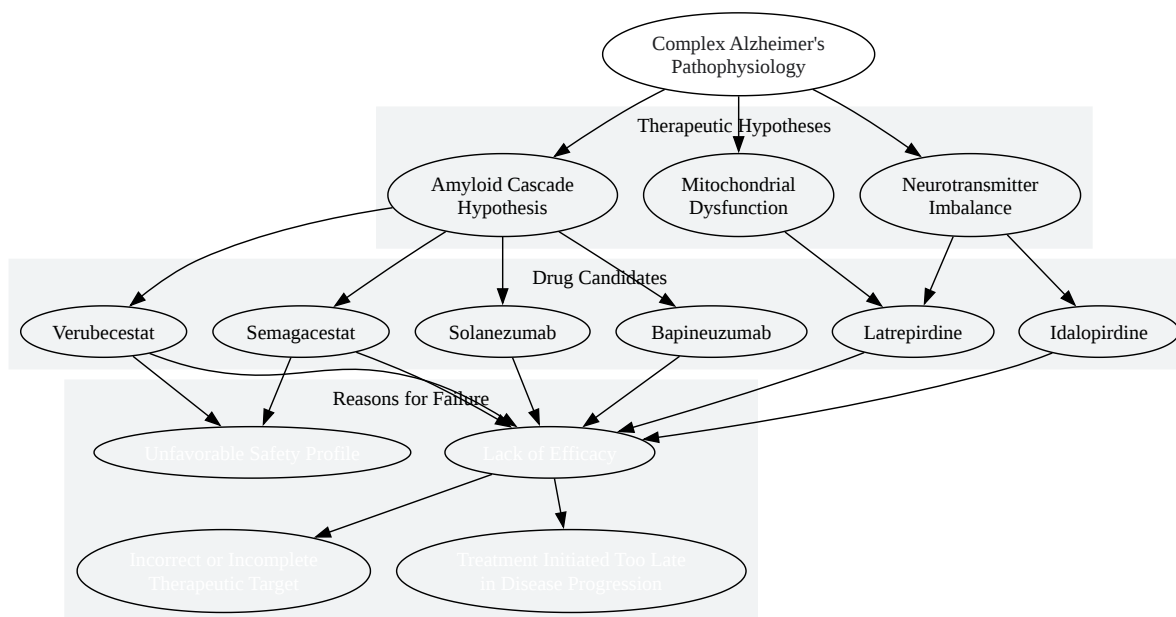 Complex Alzheimer's
Pathophysiology
Therapeutic Hypotheses
Amyloid Cascade
Hypothesis
Mitochondrial
Dysfunction
Neurotransmitter
Imbalance
Drug Candidates
Verubecestat
Semagacestat
Solanezumab
Bapineuzumab
Latrepirdine
Idalopirdine
Reasons for Failure
Unfavorable Safety Profile
Lack of Efficacy
Incorrect or Incomplete
Therapeutic Target
Treatment Initiated Too Late
in Disease Progression